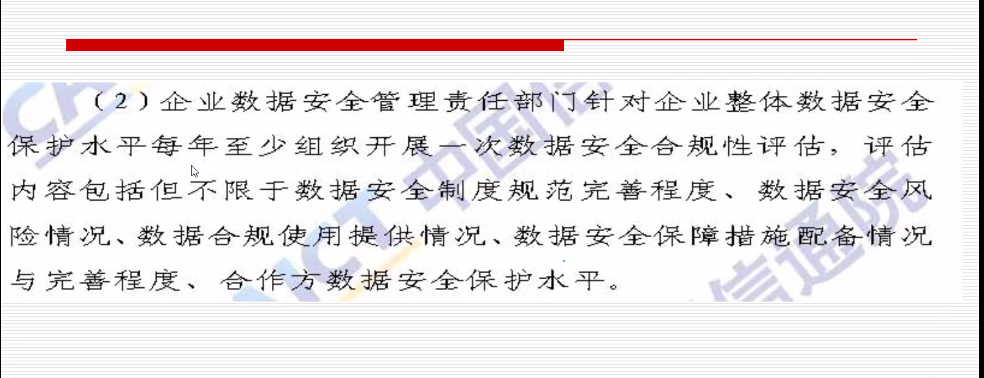 （2）企业数据安全管理责任部门针对企业整体数据安全
保护水平每年至少组织开展一次数据安全合规性评估，评估
内容包括但不限于数据安全制度规范完善程度、数据安全风
险情况、数据合规使用提供情况、数据安全保障措施配备情况
与完善程度、合作方数据安全保护水平。